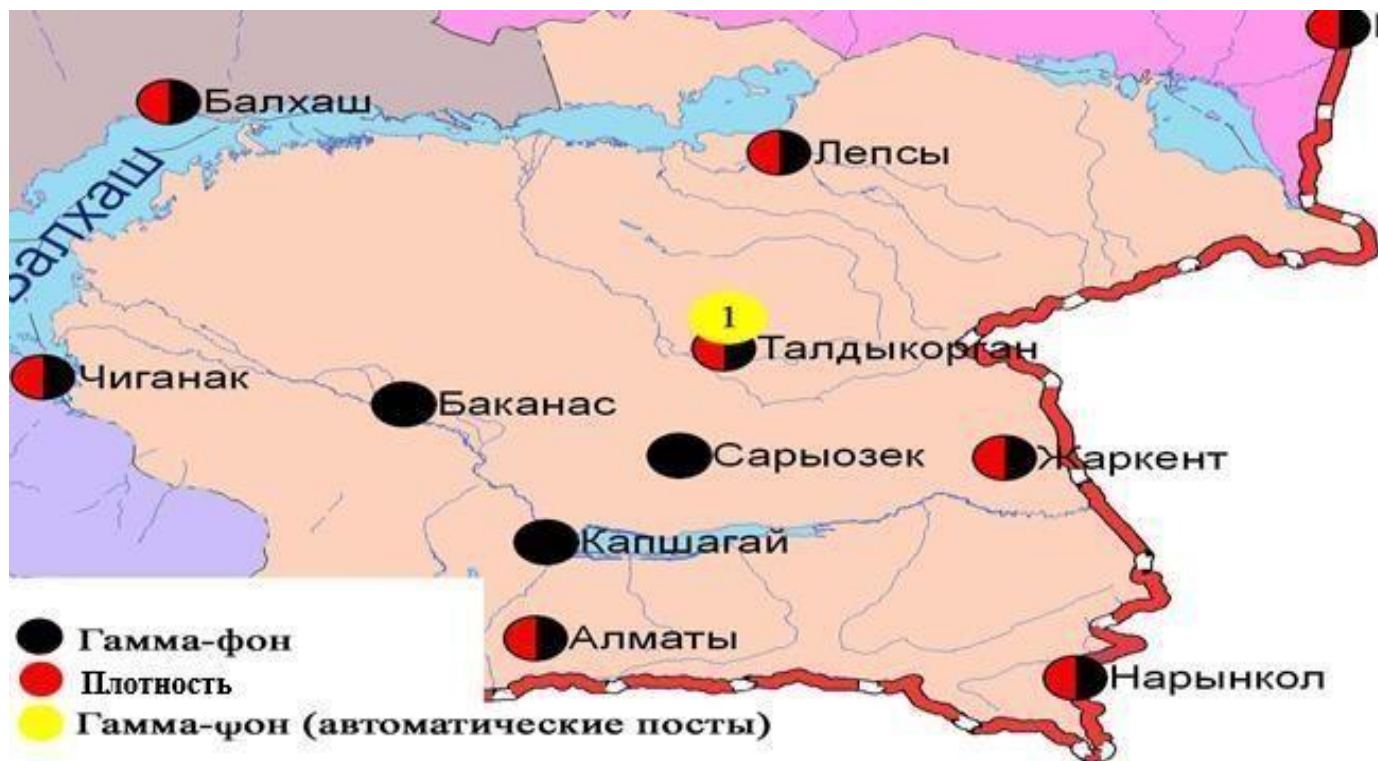 Балхаш
Лепсы
Балхаш
1
Талдыкорган
Чиганак
Баканас
Сарыозек
Жаркент
Капшагай
Алматы
Нарынкол
Гамма-фон
Плотность
Гамма-фон (автоматические посты)